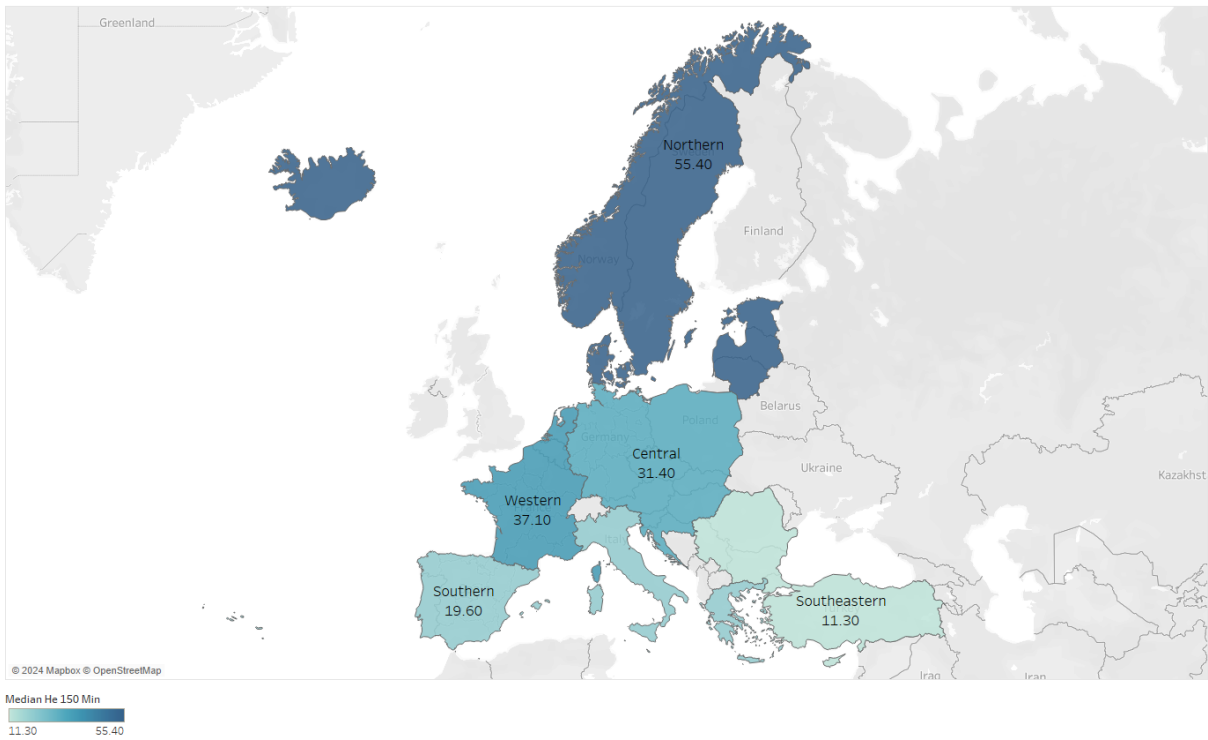 Greenland
Northern
55.40
Finland
Norway
Belarus
Poland
Germany
Central
31.40
Ukraine
Kazakhst
Western
37.10
Italy
Southern
19.60
Southeastern
11.30
Iraq
Iran
© 2024 Mapbox © OpenStreetMap
Median He 150 Min
11.30 55.40